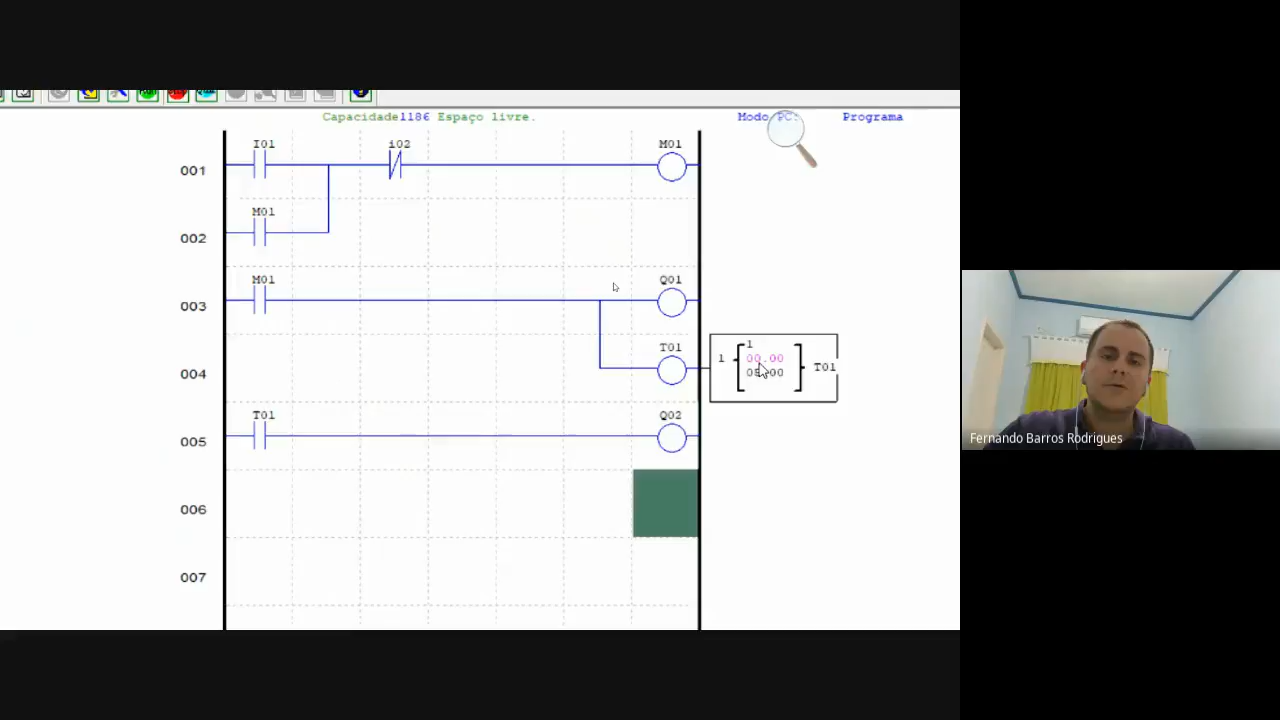 Capacidade1186 Espaço livre.
Modo PC: Programa
I01 i02 M01
001
M01
002
M01 Q01
003
T01
004
1
1 00.00
T01
T01 Q02
005
006
007
Fernando Barros Rodrigues